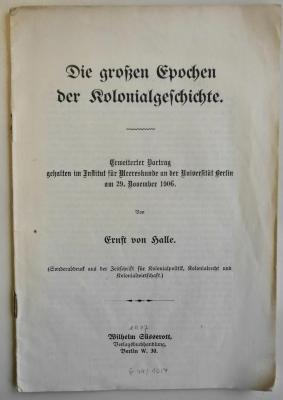 Die großen Epochen
der Kolonialgeschichte.
Erweiterter Vortrag
gehalten im Institut für Meereskunde an der Universität Berlin
am 29. November 1906.
Von
Ernst von Halle.
(Sonderabdruck aus der Zeitschrift für Kolonialpolitik, Kolonialrecht und
Kolonialwirtschaft.)
1907
Wilhelm Süsserott,
Verlagsbuchhandlung,
Berlin W. 30.